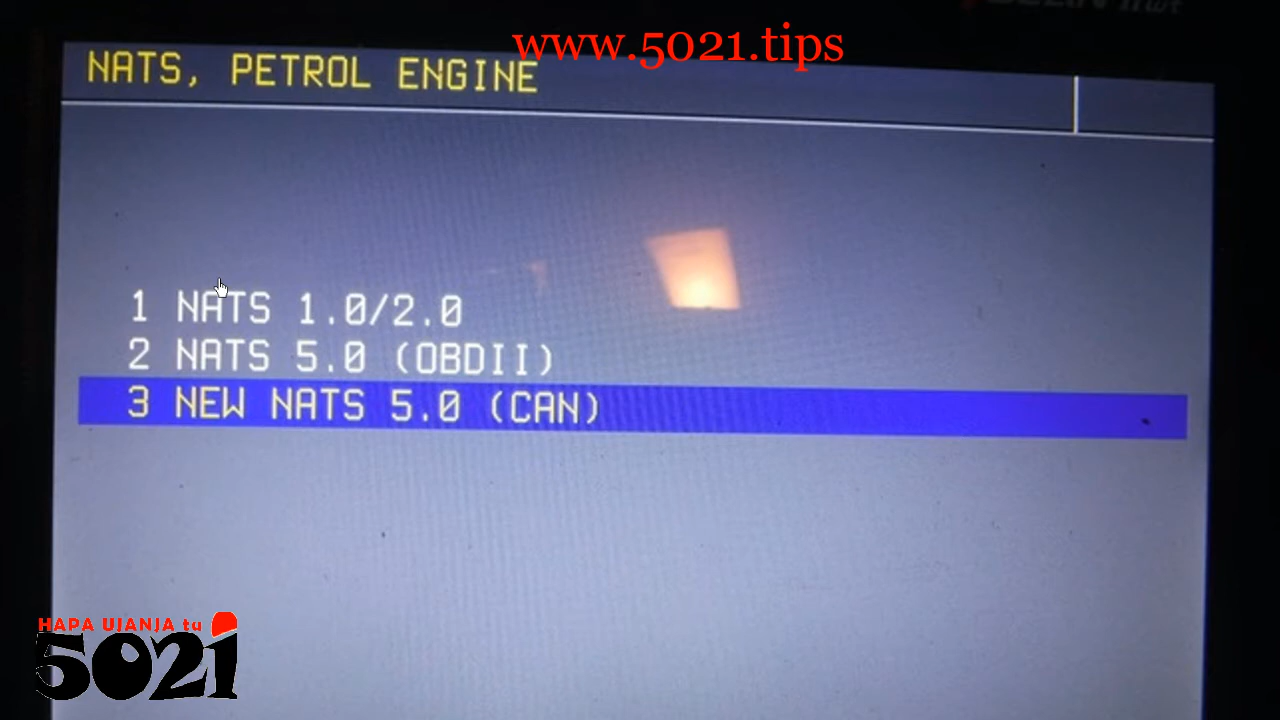 www.5021.tips
NATS, PETROL ENGINE
1 NATS 1.0/2.0
2 NATS 5.0 (OBDII)
3 NEW NATS 5.0 (CAN)
HAPA UJANJA tu
5021